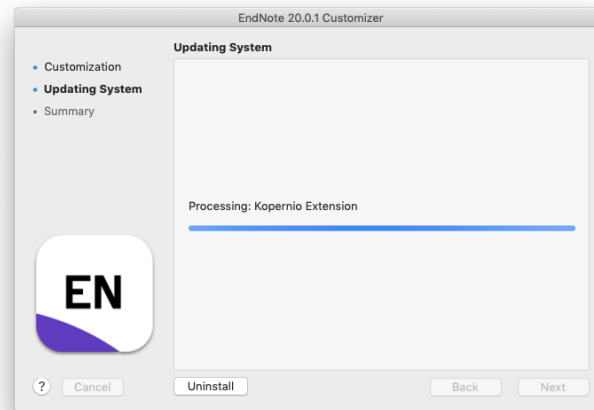 EndNote 20.0.1 Customizer
Updating System
Customization
Updating System
Summary
Processing: Kopernio Extension
EN
?
Cancel
Uninstall
Back
Next